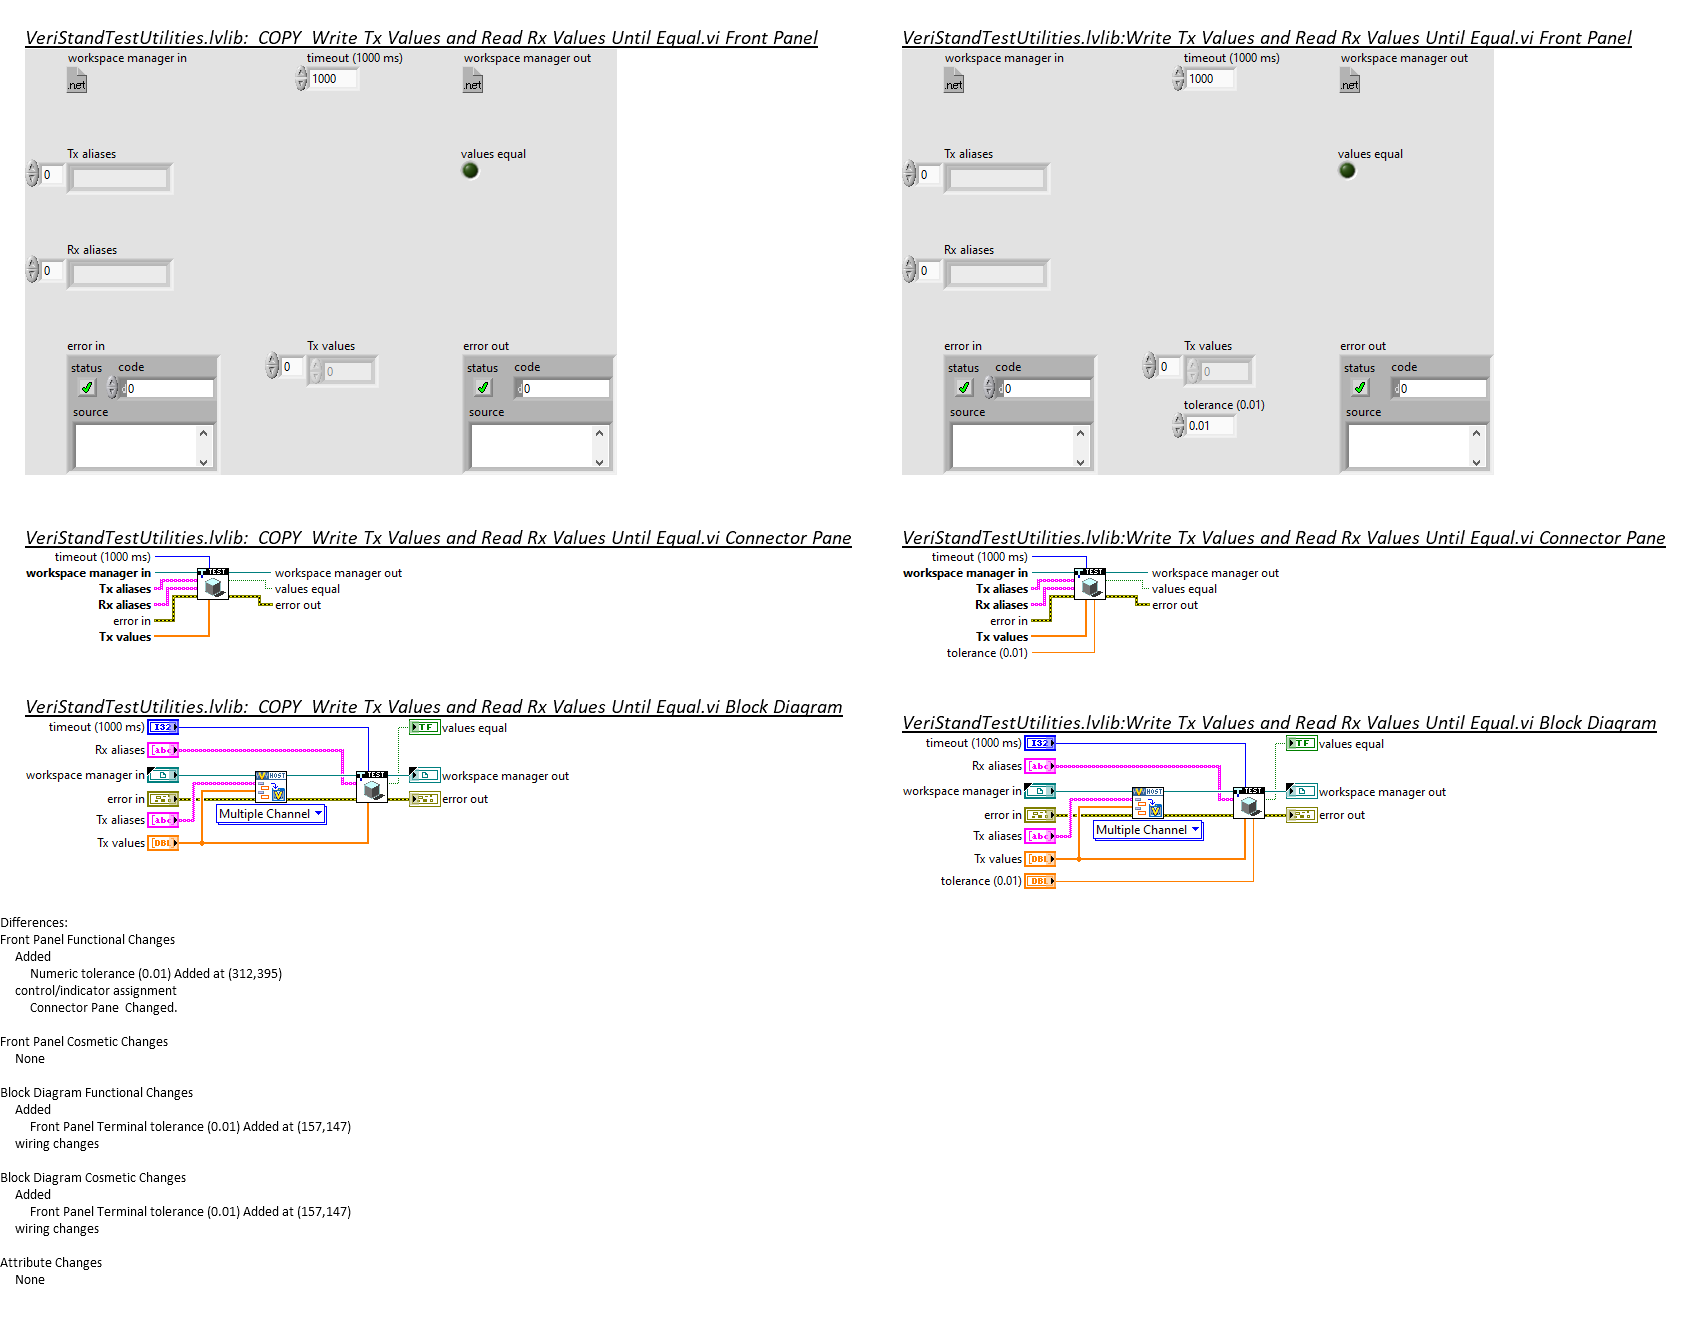 VeriStandTestUtilities.lvlib:  COPY  Write Tx Values and Read Rx Values Until Equal.vi Front Panel
workspace manager in
timeout (1000 ms)
workspace manager out
.net
1000
.net
Tx aliases
values equal
0
Rx aliases
0
error in
Tx values
error out
status
code
0
0
status
code
0
d0
source
source
VeriStandTestUtilities.lvlib:Write Tx Values and Read Rx Values Until Equal.vi Front Panel
workspace manager in
timeout (1000 ms)
workspace manager out
.net
1000
.net
Tx aliases
values equal
0
Rx aliases
0
error in
Tx values
error out
status
code
0
0
status
code
d0
d0
source
tolerance (0.01)
source
0.01
VeriStandTestUtilities.lvlib:  COPY  Write Tx Values and Read Rx Values Until Equal.vi Connector Pane
timeout (1000 ms)
TEST
workspace manager in
workspace manager out
Tx aliases
values equal
Rx aliases
error out
error in
Tx values
VeriStandTestUtilities.lvlib:Write Tx Values and Read Rx Values Until Equal.vi Connector Pane
timeout (1000 ms)
TEST
workspace manager in
workspace manager out
Tx aliases
values equal
Rx aliases
error out
error in
Tx values
tolerance (0.01)
VeriStandTestUtilities.lvlib:  COPY  Write Tx Values and Read Rx Values Until Equal.vi Block Diagram
timeout (1000 ms)
I32
TF
values equal
Rx aliases
[abc]
workspace manager in
HOST
TEST
workspace manager out
error in
error out
Tx aliases
[abc]
Multiple Channel
Tx values
[DBL]
VeriStandTestUtilities.lvlib:Write Tx Values and Read Rx Values Until Equal.vi Block Diagram
timeout (1000 ms)
I32
TF
values equal
Rx aliases
[abc]
workspace manager in
HOST
TEST
workspace manager out
error in
error out
Tx aliases
[abc]
Multiple Channel
Tx values
[DBL]
tolerance (0.01)
DBL
Differences:
Front Panel Functional Changes
Added
Numeric tolerance (0.01) Added at (312,395)
control/indicator assignment
Connector Pane  Changed.
Front Panel Cosmetic Changes
None
Block Diagram Functional Changes
Added
Front Panel Terminal tolerance (0.01) Added at (157,147)
wiring changes
Block Diagram Cosmetic Changes
Added
Front Panel Terminal tolerance (0.01) Added at (157,147)
wiring changes
Attribute Changes
None